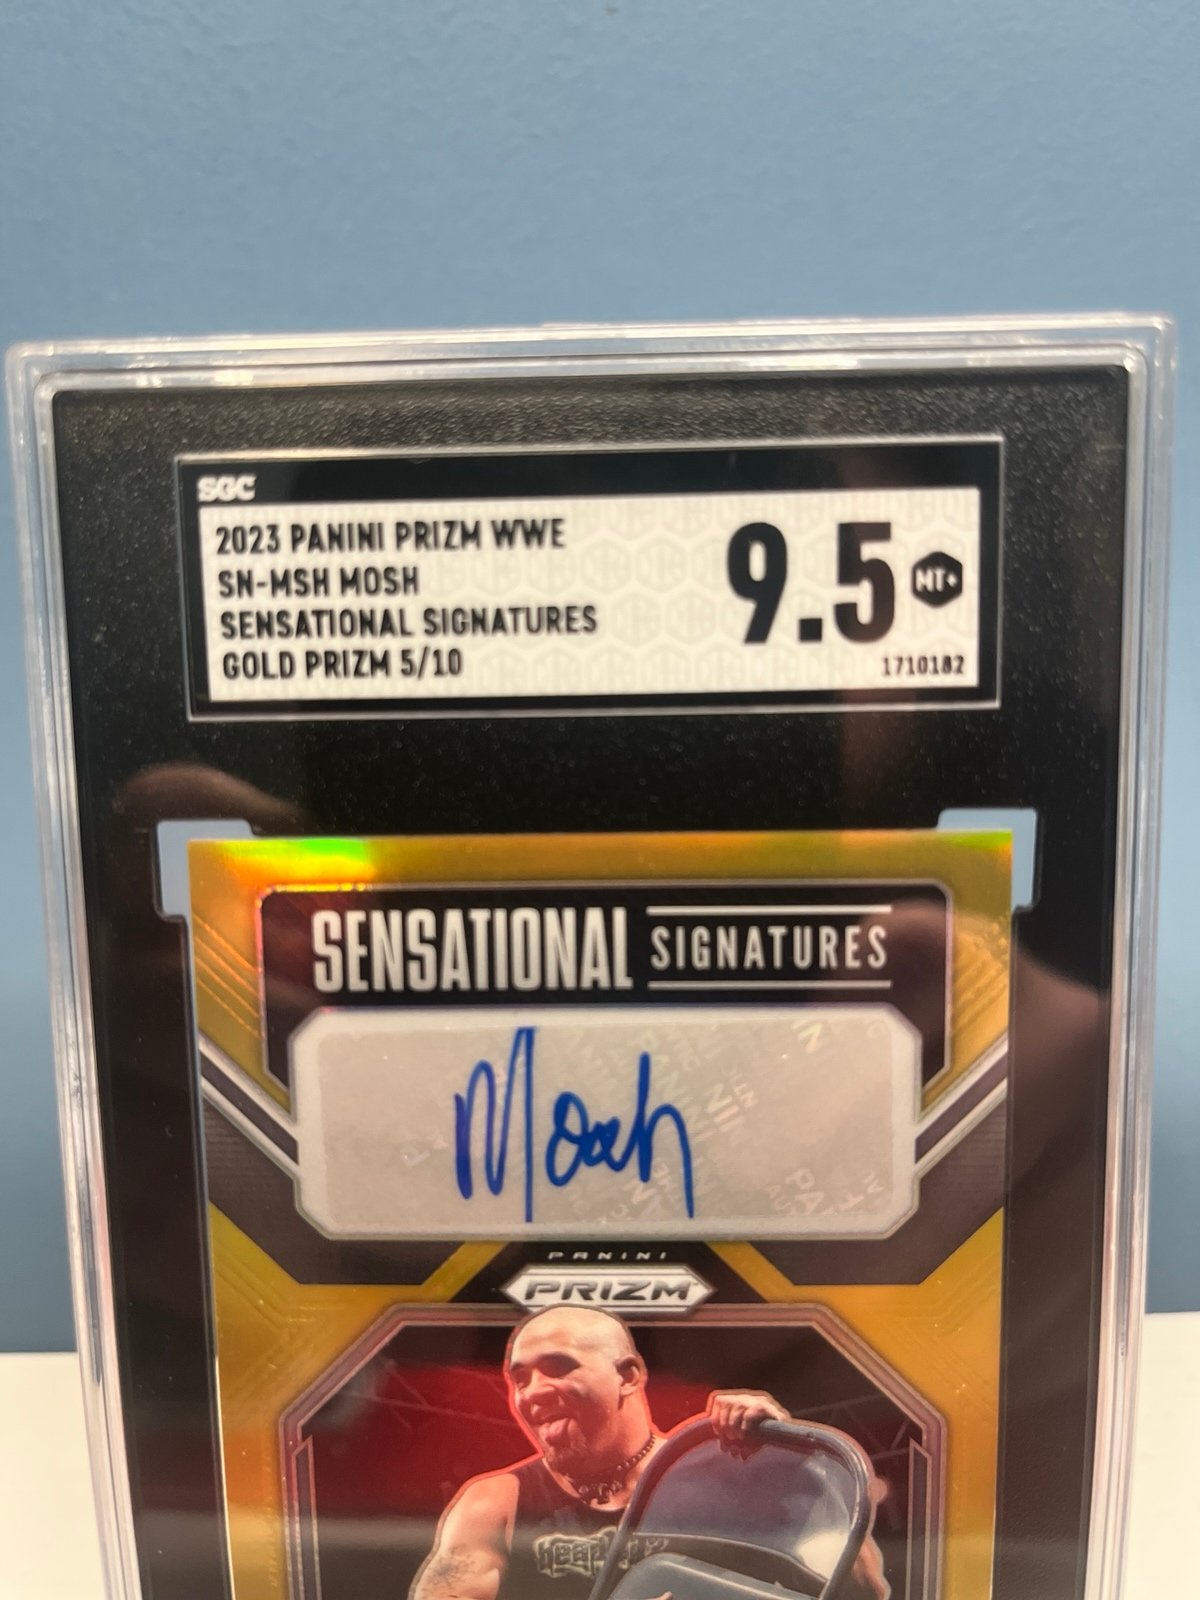 SGC
2023 PANINI PRIZM WWE
SN-MSH MOSH
SENSATIONAL SIGNATURES
GOLD PRIZM 5/10
9.5 MT+
1710182
SENSATIONAL SIGNATURES
Mosh
PANINI
PRIZM